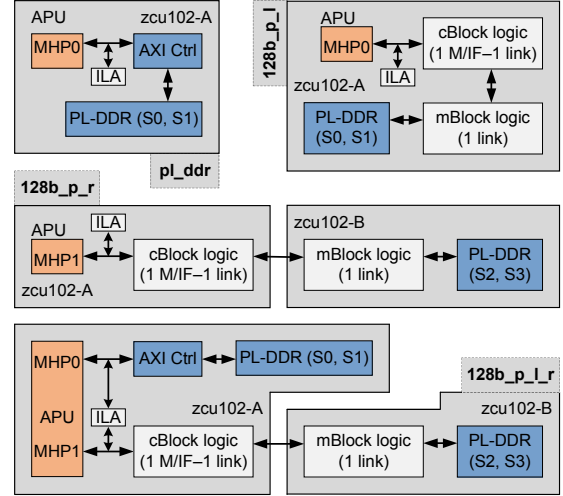 APU
zcu102-A
MHP0
AXI Ctrl
ILA
PL-DDR (S0, S1)
pl_ddr
128b_p_l
APU
MHP0
ILA
cBlock logic
(1 M/IF–1 link)
zcu102-A
PL-DDR
(S0, S1)
mBlock logic
(1 link)
128b_p_r
APU
ILA
MHP1
zcu102-A
cBlock logic
(1 M/IF–1 link)
zcu102-B
mBlock logic
(1 link)
PL-DDR
(S2, S3)
MHP0
AXI Ctrl
PL-DDR (S0, S1)
APU
ILA
zcu102-A
MHP1
cBlock logic
(1 M/IF–1 link)
128b_p_l_r
zcu102-B
mBlock logic
(1 link)
PL-DDR
(S2, S3)